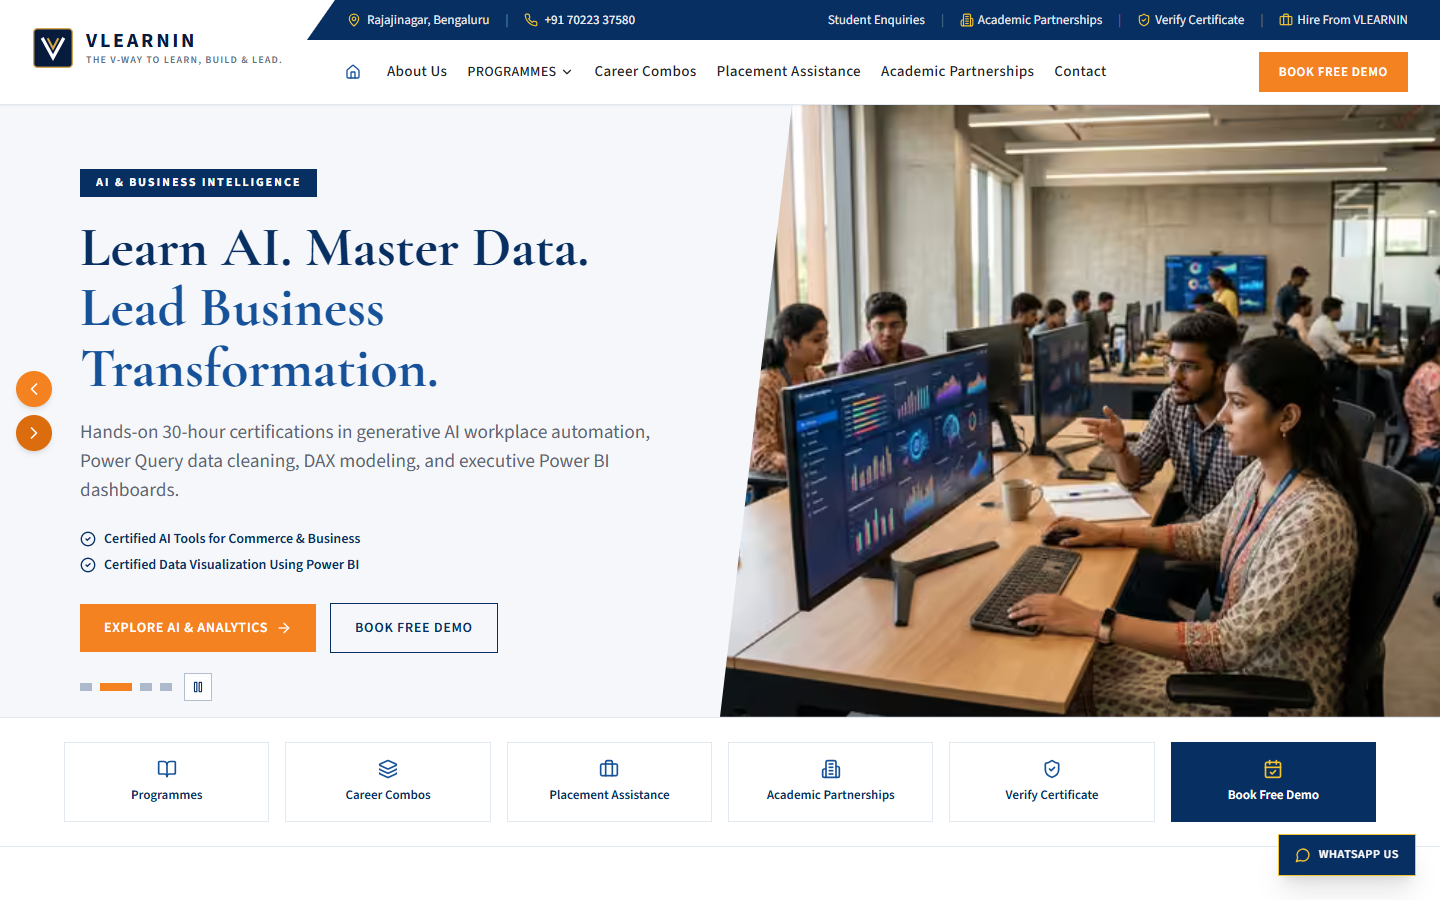 VLEARNIN
THE V-WAY TO LEARN, BUILD & LEAD.
Rajajinagar, Bengaluru
+91 70223 37580
Student Enquiries
Academic Partnerships
Verify Certificate
Hire From VLEARNIN
About Us
PROGRAMMES
Career Combos
Placement Assistance
Academic Partnerships
Contact
BOOK FREE DEMO
AI & BUSINESS INTELLIGENCE
Learn AI. Master Data.
Lead Business
Transformation.
Hands-on 30-hour certifications in generative AI workplace automation,
Power Query data cleaning, DAX modeling, and executive Power BI
dashboards.
Certified AI Tools for Commerce & Business
Certified Data Visualization Using Power BI
EXPLORE AI & ANALYTICS
BOOK FREE DEMO
Programmes
Career Combos
Placement Assistance
Academic Partnerships
Verify Certificate
Book Free Demo
WHATSAPP US